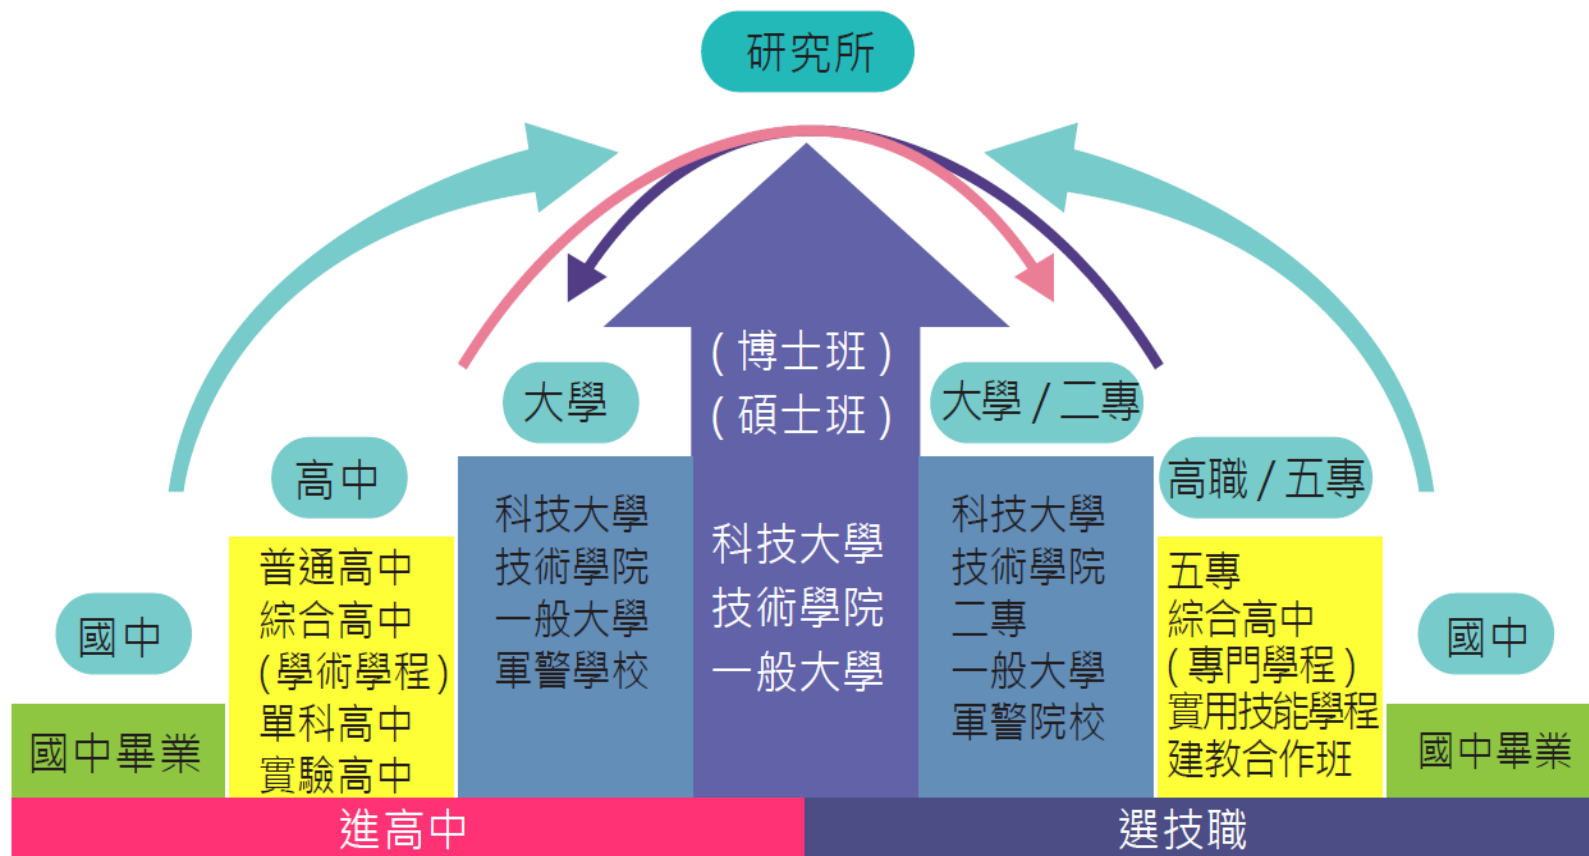 研究所
(博士班)
(碩士班)
科技大學
技術學院
一般大學
大學
科技大學
技術學院
一般大學
軍警學校
大學/二專
科技大學
技術學院
二專
一般大學
軍警院校
高中
普通高中
綜合高中
(學術學程)
單科高中
實驗高中
高職/五專
五專
綜合高中
(專門學程)
實用技能學程
建教合作班
國中
國中畢業
國中
國中畢業
進高中
選技職